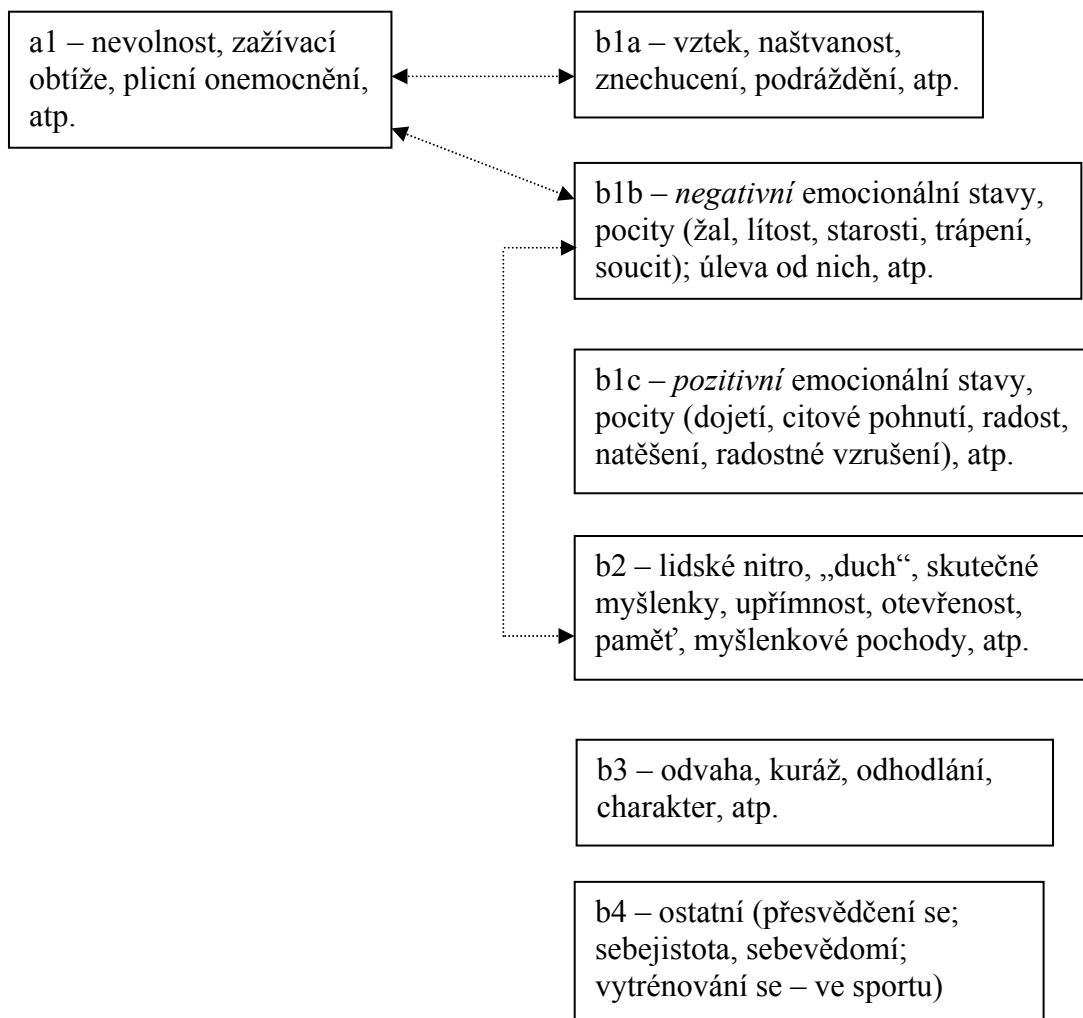 a1 – nevolnost, zažívací
obtíže, plicní onemocnění,
atp.
b1a – vztek, naštvanost,
znechucení, podráždění, atp.
b1b – negativní emocionální stavy,
pocity (žal, lítost, starosti, trápení,
soucit); úleva od nich, atp.
b1c – pozitivní emocionální stavy,
pocity (dojetí, citové pohnutí, radost,
natěšení, radostné vzrušení), atp.
b2 – lidské nitro, „duch“, skutečné
myšlenky, upřímnost, otevřenost,
paměť, myšlenkové pochody, atp.
b3 – odvaha, kuráž, odhodlání,
charakter, atp.
b4 – ostatní (přesvědčení se;
sebejistota, sebevědomí;
vytrénování se – ve sportu)